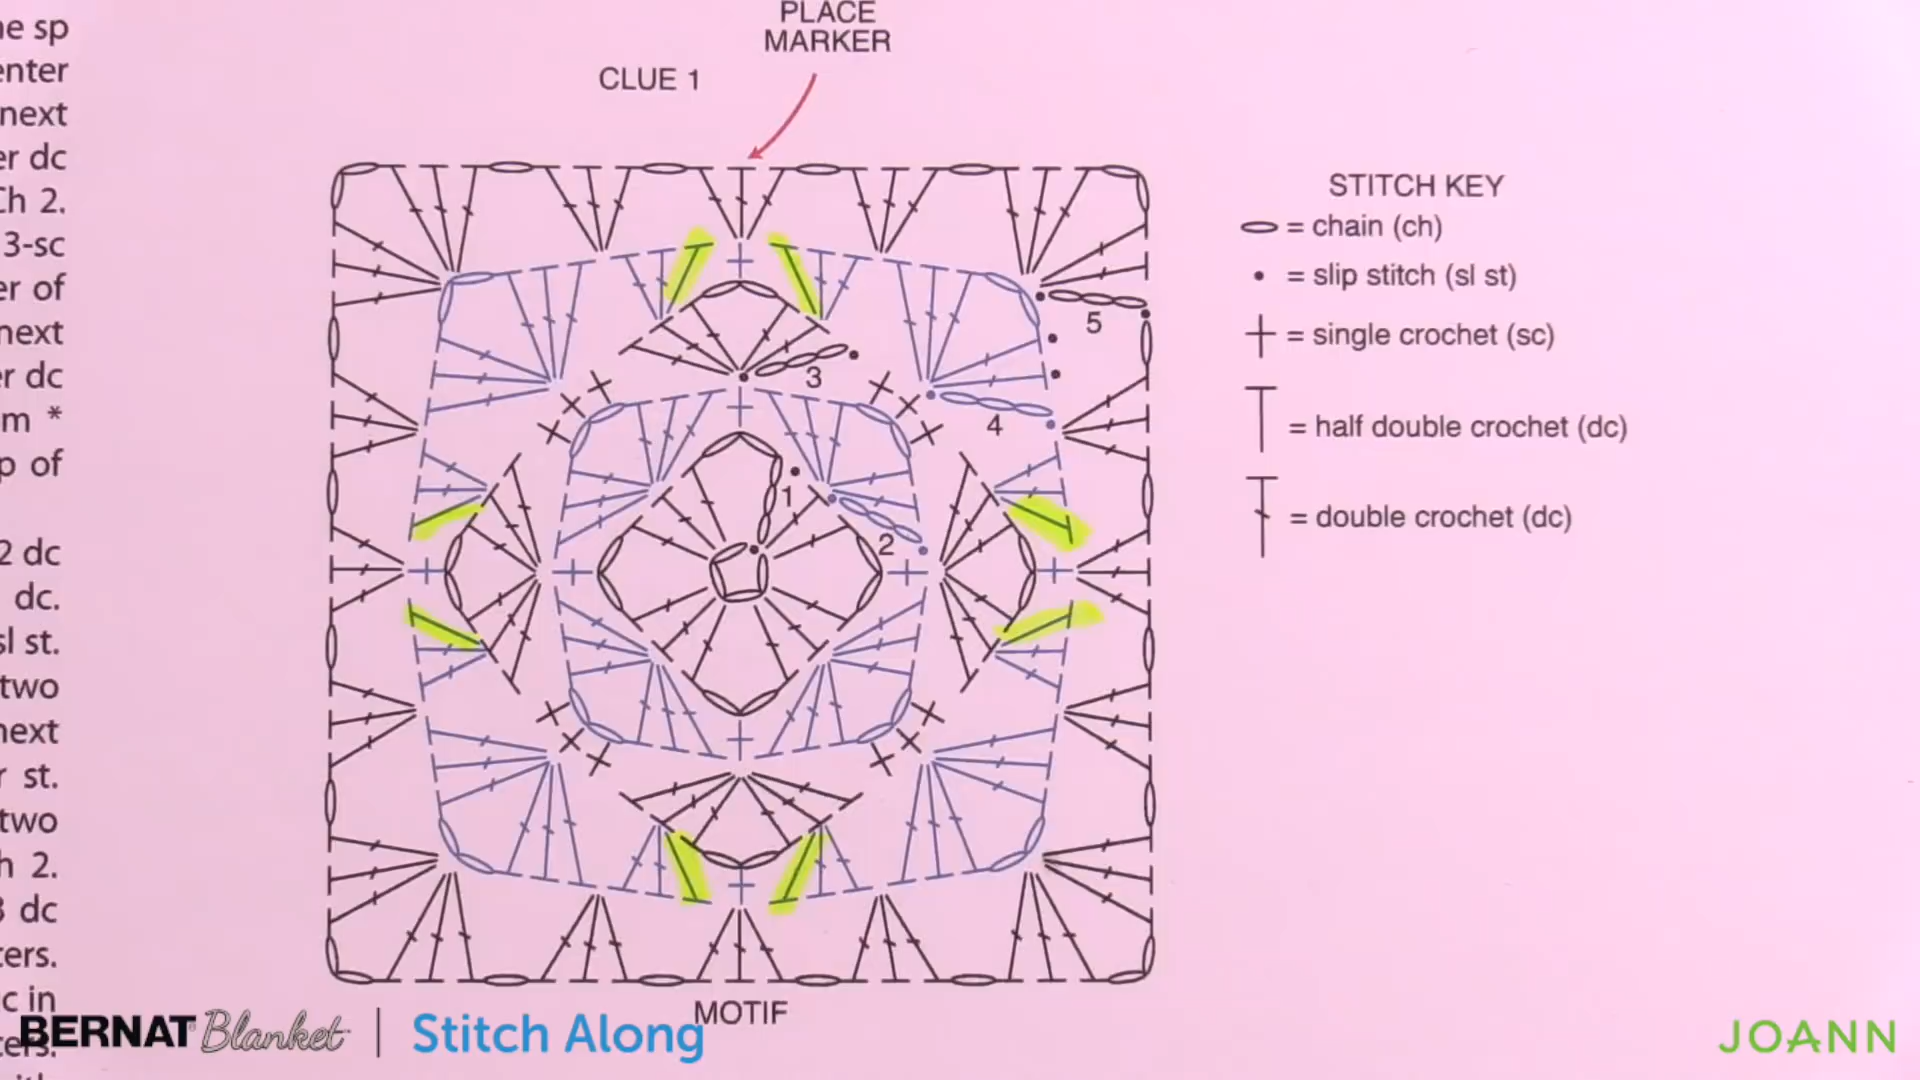 ne sp
enter
next
er dc
Ch 2.
3-sc
er of
next
er dc
m *
p of
2 dc
dc.
sl st.
two
next
r st.
two
h 2.
3 dc
ters.
c in
ters.
PLACE
MARKER
CLUE 1
1
2
3
4
5
MOTIF
STITCH KEY
= chain (ch)
= slip stitch (sl st)
= single crochet (sc)
= half double crochet (dc)
= double crochet (dc)
BERNAT Blanket | Stitch Along
JOANN